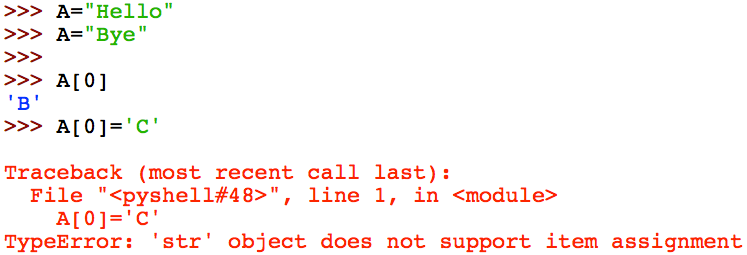 >>> A="Hello"
>>> A="Bye"
>>>
>>> A[0]
'B'
>>> A[0]='C'
Traceback (most recent call last):
  File "<pyshell#48>", line 1, in <module>
    A[0]='C'
TypeError: 'str' object does not support item assignment